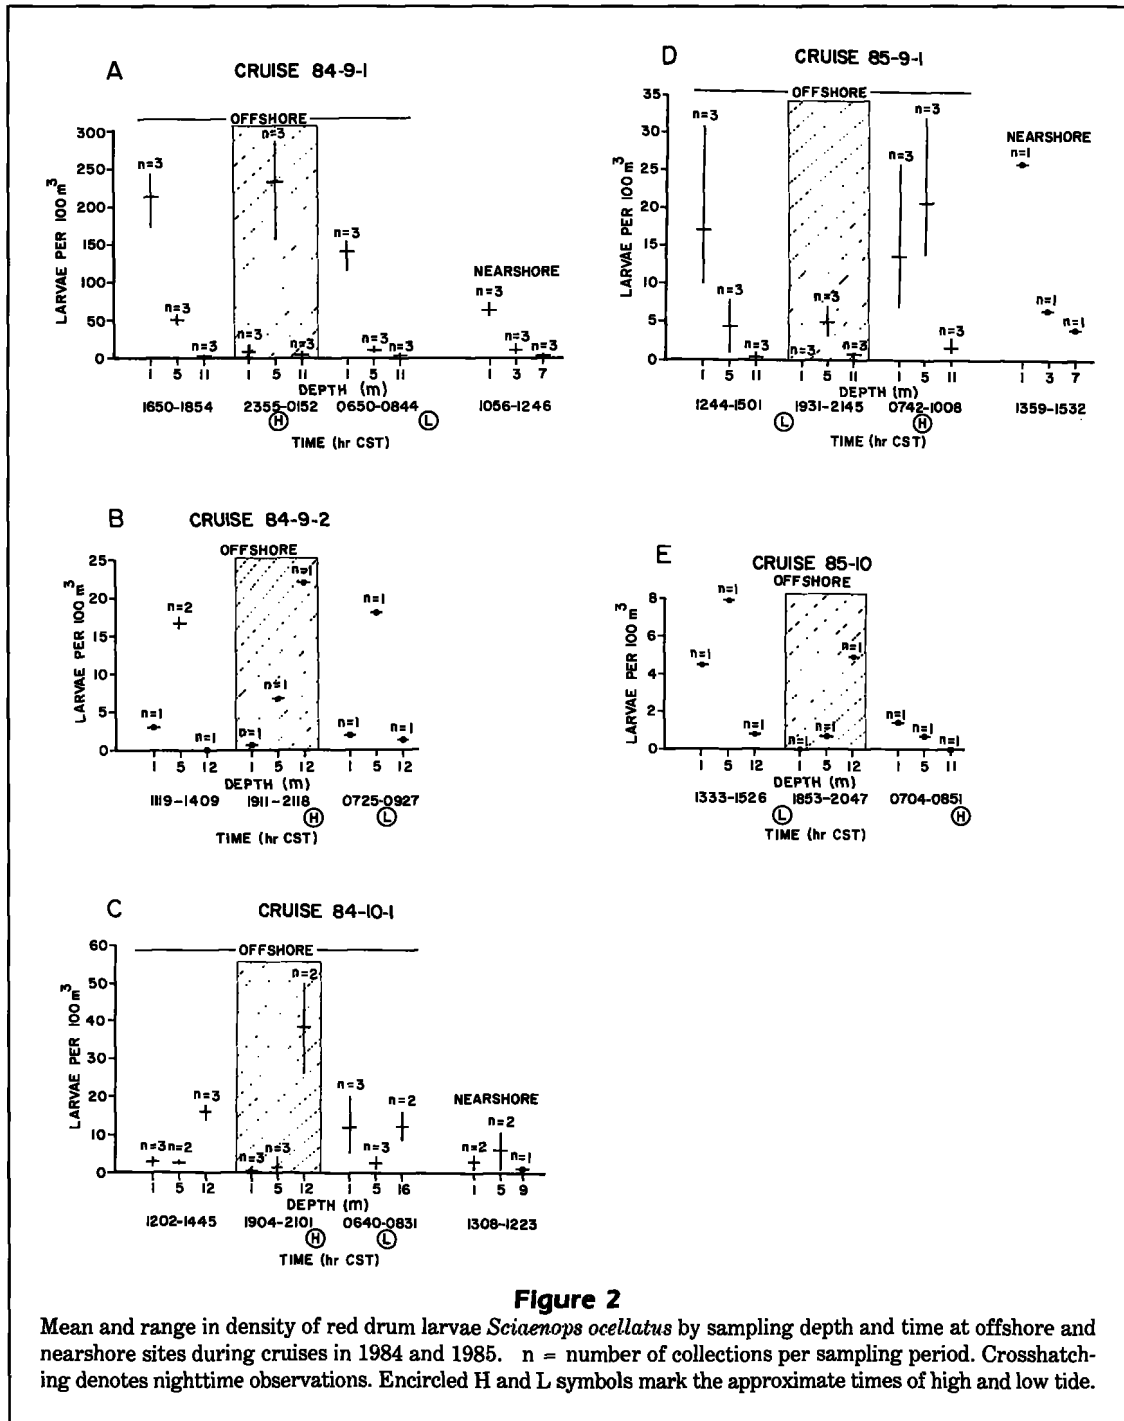 A
CRUISE 84-9-1
OFFSHORE
LARVAE PER 100 m³
300
250
200
150
100
50
0
n=3
n=3
n=3
n=3
n=3
n=3
n=3
n=3
n=3
NEARSHORE
n=3
n=3
n=3
1 5 11 1 5 11 1 5 11 1 3 7
DEPTH (m)
1650-1854 2355-0152 0650-0844 1056-1246
H L
TIME (hr CST)
D
CRUISE 85-9-1
OFFSHORE
LARVAE PER 100 m³
35
30
25
20
15
10
5
0
n=3
n=3
n=3
n=3
n=3
n=3
n=3
n=3
n=3
NEARSHORE
n=1
n=1
n=1
1 5 11 1 5 11 1 5 11 1 3 7
DEPTH (m)
1244-1501 1931-2145 0742-1008 1359-1532
L H
TIME (hr CST)
B
CRUISE 84-9-2
OFFSHORE
LARVAE PER 100 m³
25
20
15
10
5
0
n=1
n=2
n=1
n=1
n=1
n=1
n=1
n=1
n=1
1 5 12 1 5 12 1 5 12
DEPTH (m)
1119-1409 1911-2118 0725-0927
H L
TIME (hr CST)
E
CRUISE 85-10
OFFSHORE
LARVAE PER 100 m³
8
6
4
2
0
n=1
n=1
n=1
n=1
n=1
n=1
n=1
n=1
n=1
1 5 12 1 5 12 1 5 11
DEPTH (m)
1333-1526 1853-2047 0704-0851
L H
TIME (hr CST)
C
CRUISE 84-10-1
OFFSHORE
LARVAE PER 100 m³
60
50
40
30
20
10
0
n=3
n=2
n=3
n=3
n=3
n=2
n=3
n=3
n=2
NEARSHORE
n=2
n=2
n=1
1 5 12 1 5 12 1 5 16 1 5 9
DEPTH (m)
1202-1445 1904-2101 0640-0831 1308-1223
H L
TIME (hr CST)
Figure 2
Mean and range in density of red drum larvae Sciaenops ocellatus by sampling depth and time at offshore and
nearshore sites during cruises in 1984 and 1985. n = number of collections per sampling period. Crosshatch-
ing denotes nighttime observations. Encircled H and L symbols mark the approximate times of high and low tide.